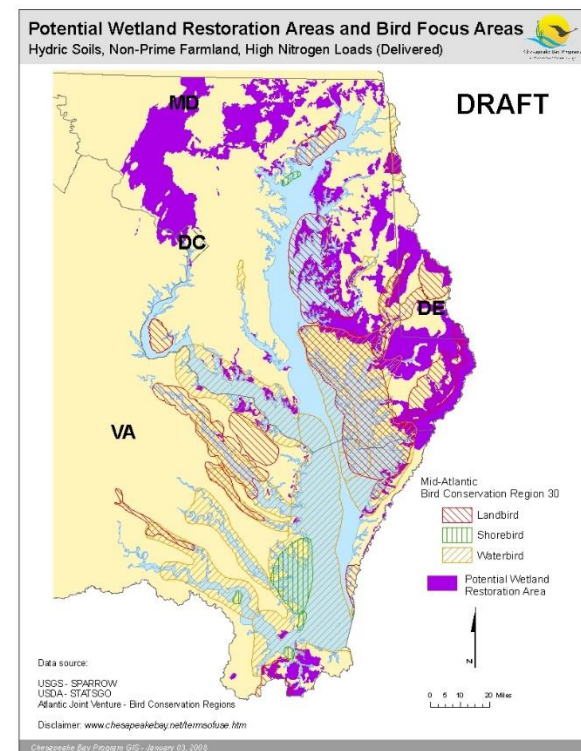 Potential Wetland Restoration Areas and Bird Focus Areas
Hydric Soils, Non-Prime Farmland, High Nitrogen Loads (Delivered)
Chesapeake Bay Program
DRAFT
MD
DC
DE
VA
Mid-Atlantic
Bird Conservation Region 30
Landbird
Shorebird
Waterbird
Potential Wetland
Restoration Area
N
0 5 10 20 Miles
Data source:
USGS - SPARROW
USDA - STATSGO
Atlantic Joint Venture - Bird Conservation Regions
Disclaimer: www.chesapeakebay.net/termsofuse.htm
Chesapeake Bay Program GIS - January 03, 2008